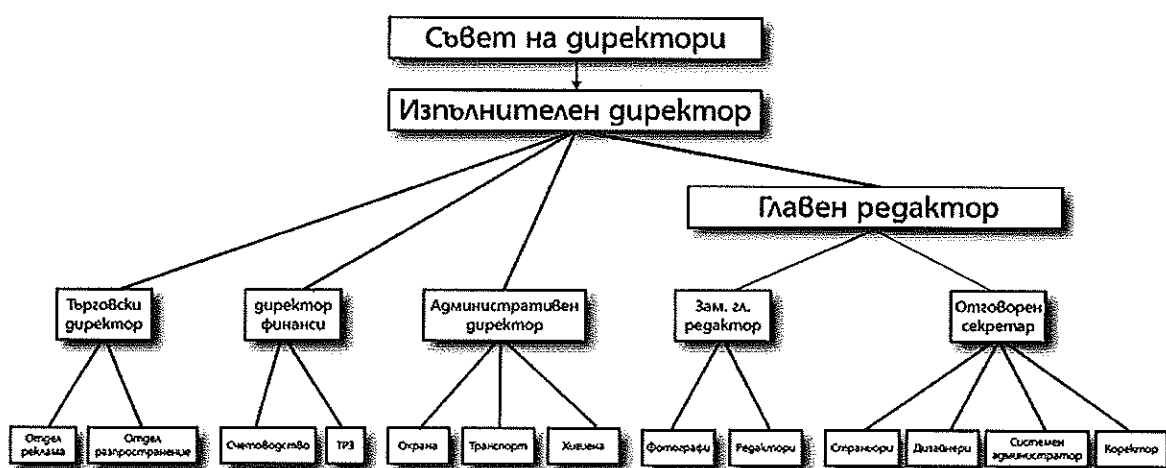 Съвет на директори
Изпълнителен директор
Главен редактор
Търговски
директор
директор
финанси
Административен
директор
Зам. гл.
редактор
Отговорен
секретар
Отдел
реклама
Отдел
разпространение
Счетоводство
ТРЗ
Охрана
Транспорт
Хигиена
Фотографи
Редактори
Страньори
Дизайнери
Системен
администратор
Коректор